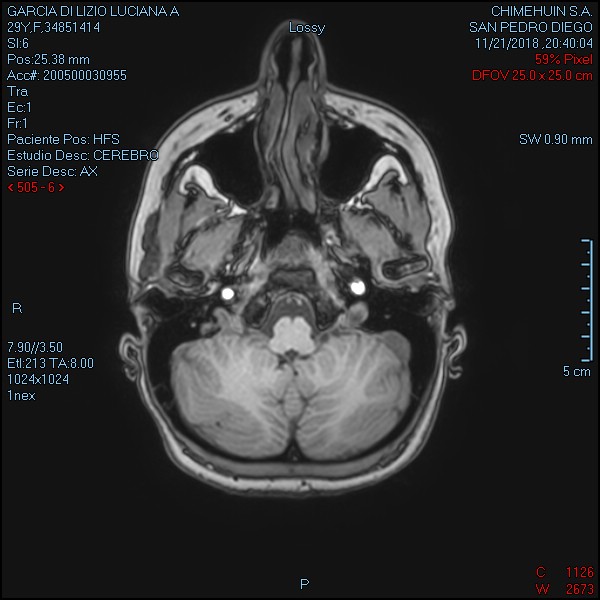 GARCIA DI LIZIO LUCIANA A
29Y,F,34851414
Sl:6
Pos:25.38 mm
Acc#: 200500030955
Tra
Ec:1
Fr:1
Paciente Pos: HFS
Estudio Desc: CEREBRO
Serie Desc: AX
< 505 - 6 >
Lossy
CHIMEHUIN S.A.
SAN PEDRO DIEGO
11/21/2018 ,20:40:04
59% Pixel
DFOV 25.0 x 25.0 cm
SW 0.90 mm
R
7.90//3.50
Etl:213 TA:8.00
1024x1024
1nex
5 cm
P
C 1126
W 2673